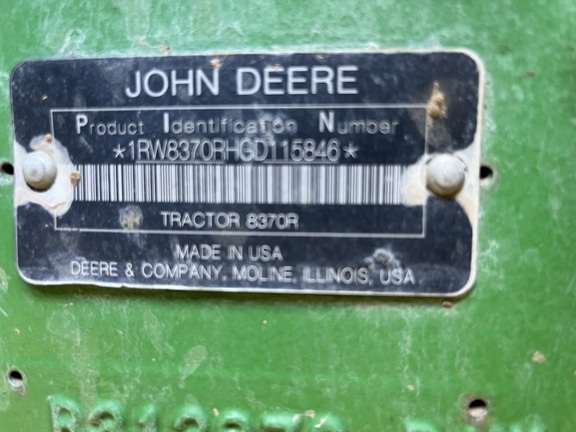 JOHN DEERE
Product Identification Number
*1RW8370RHGD115846*
TRACTOR 8370R
MADE IN USA
DEERE & COMPANY, MOLINE, ILLINOIS, USA